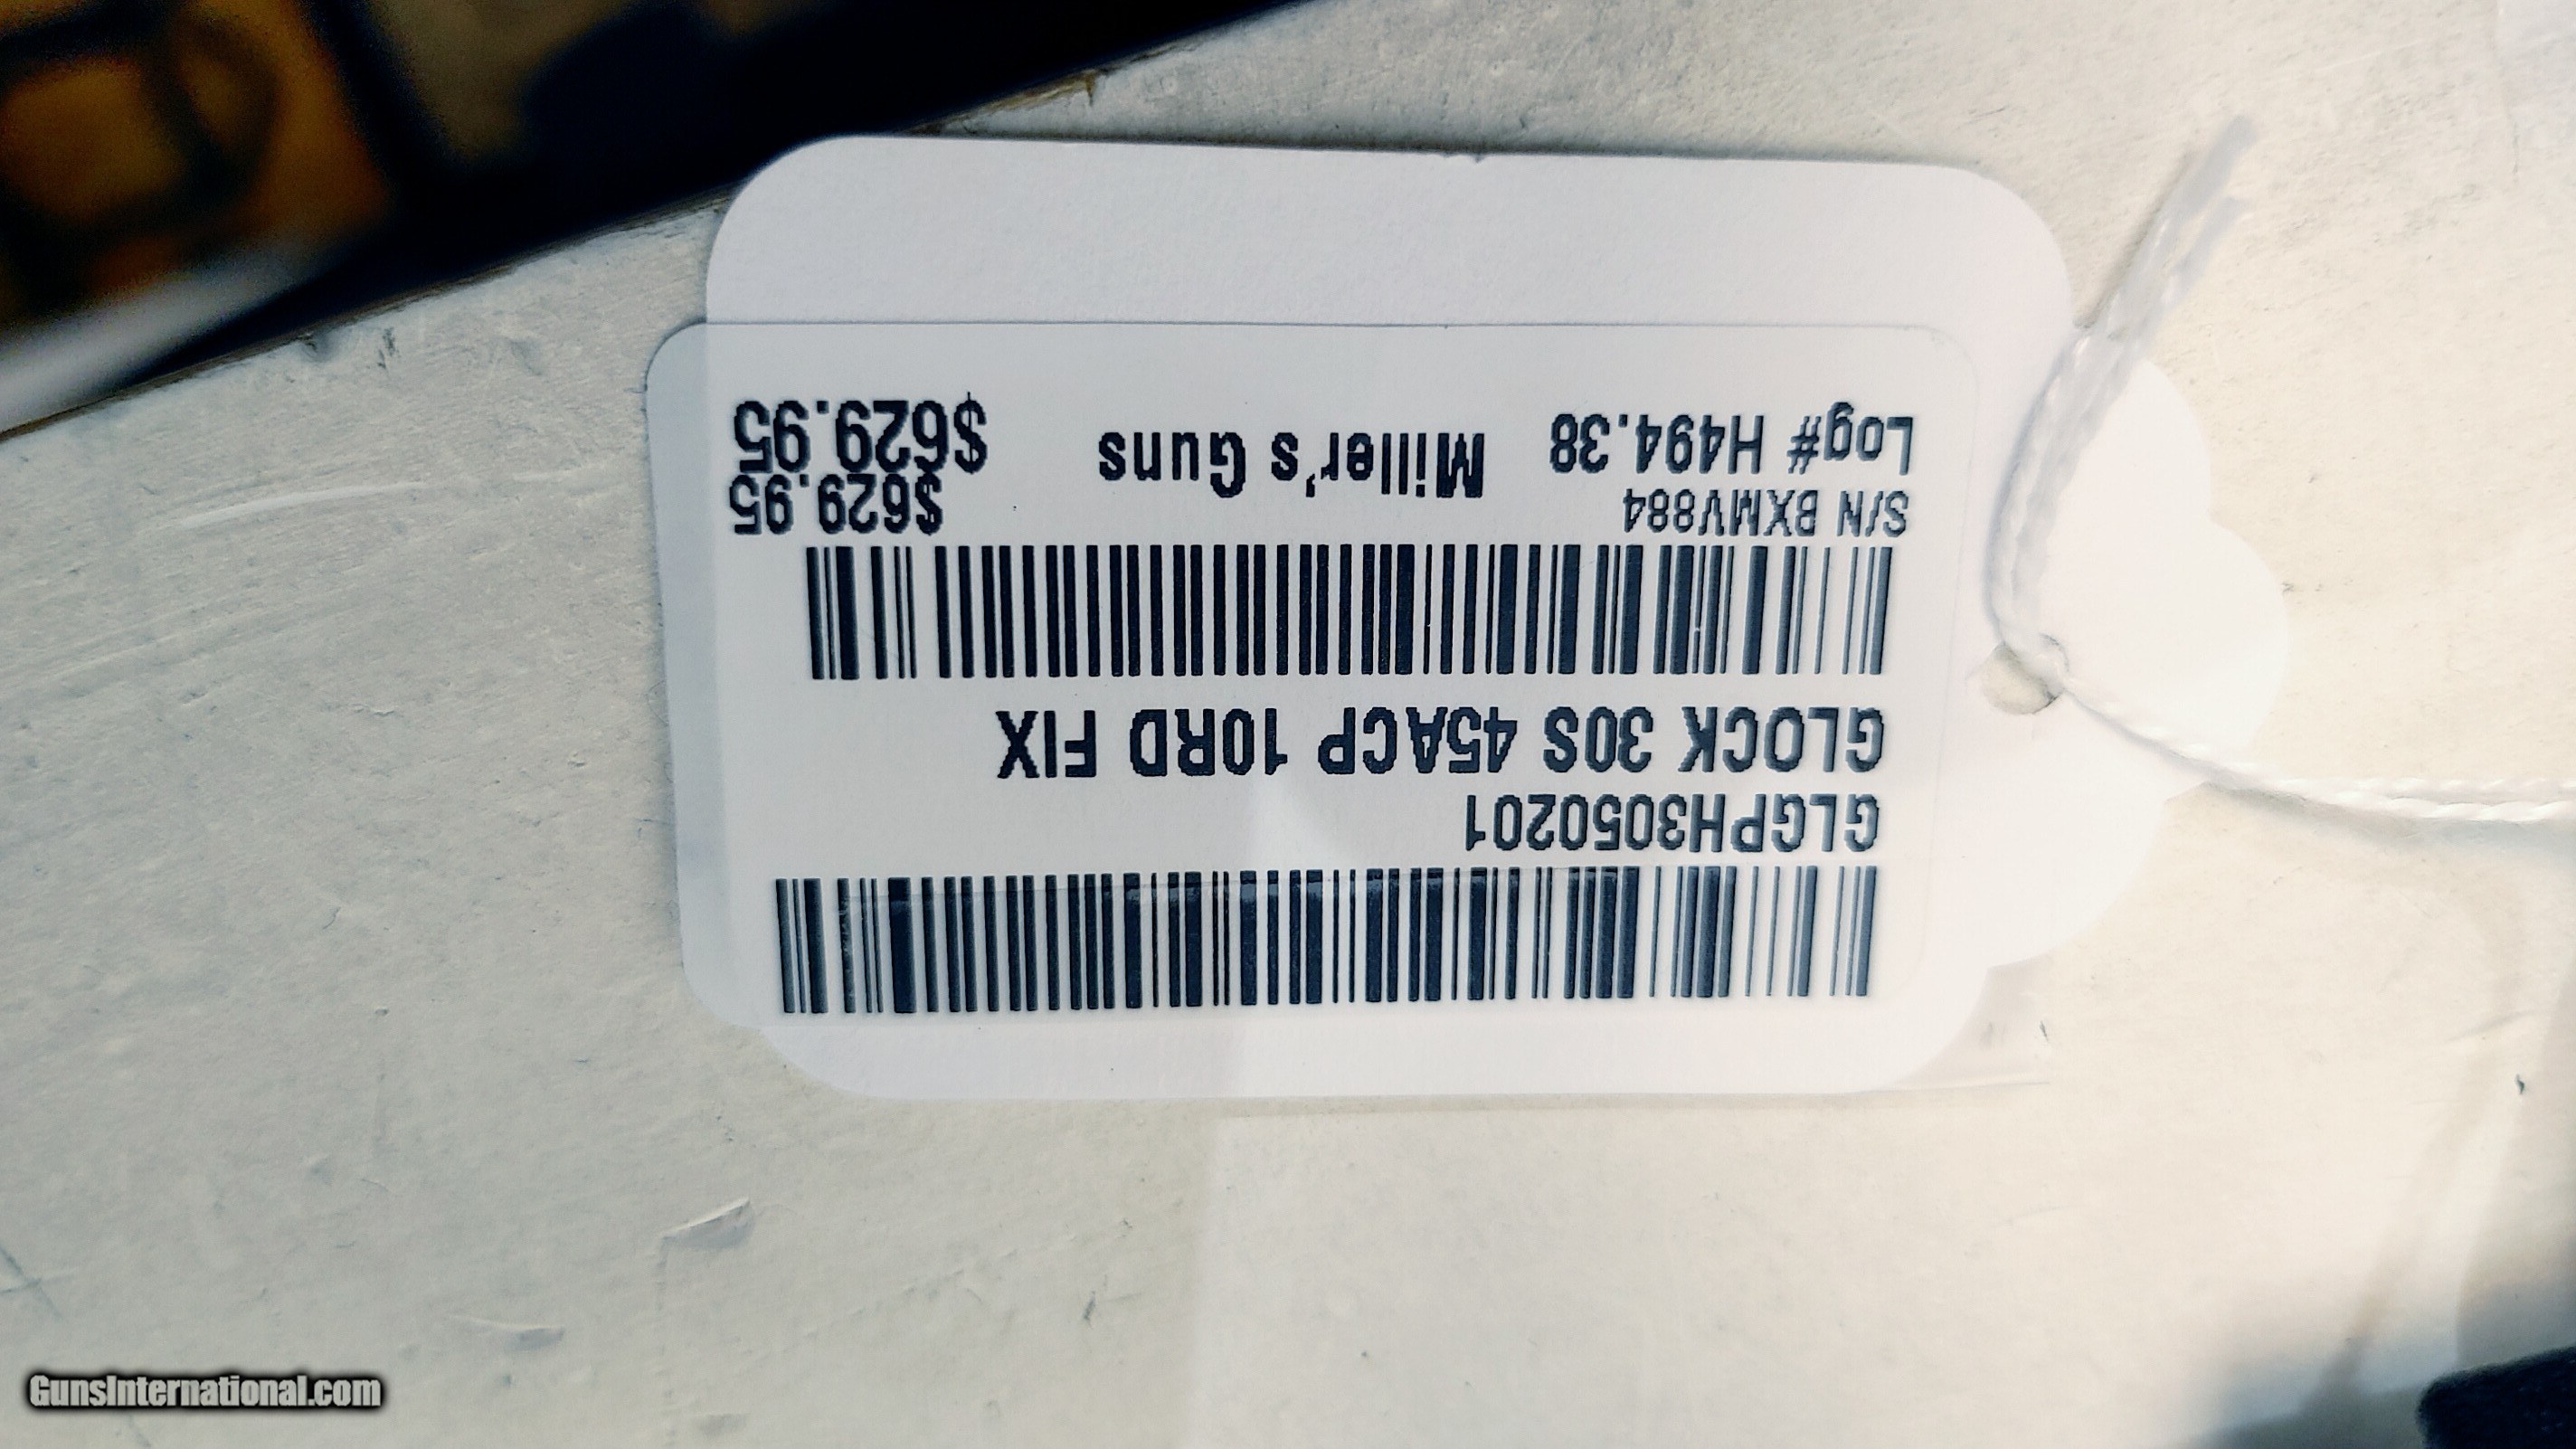 GLGPH3050201
GLOCK 30S 45ACP 10RD FIX
S/N BXMV884
$629.95
Log# H494.38
Miller's Guns
$629.95
GunsInternational.com